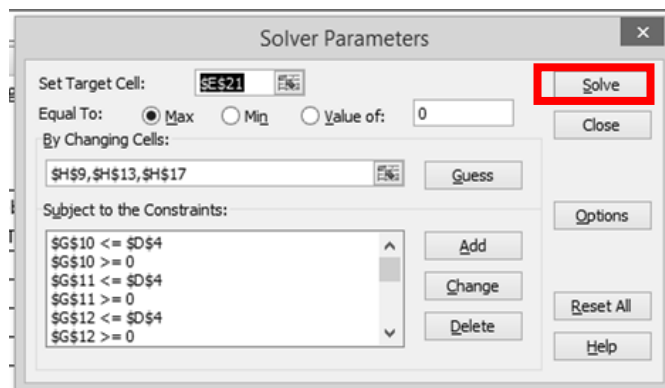 Solver Parameters
Set Target Cell: $E$21 Solve
Equal To: Max Min Value of: 0 Close
By Changing Cells:
$H$9,$H$13,$H$17 Guess
Subject to the Constraints: Options
$G$10 <= $D$4 Add
$G$10 >= 0
$G$11 <= $D$4 Change
$G$11 >= 0 Reset All
$G$12 <= $D$4 Delete
$G$12 >= 0 Help